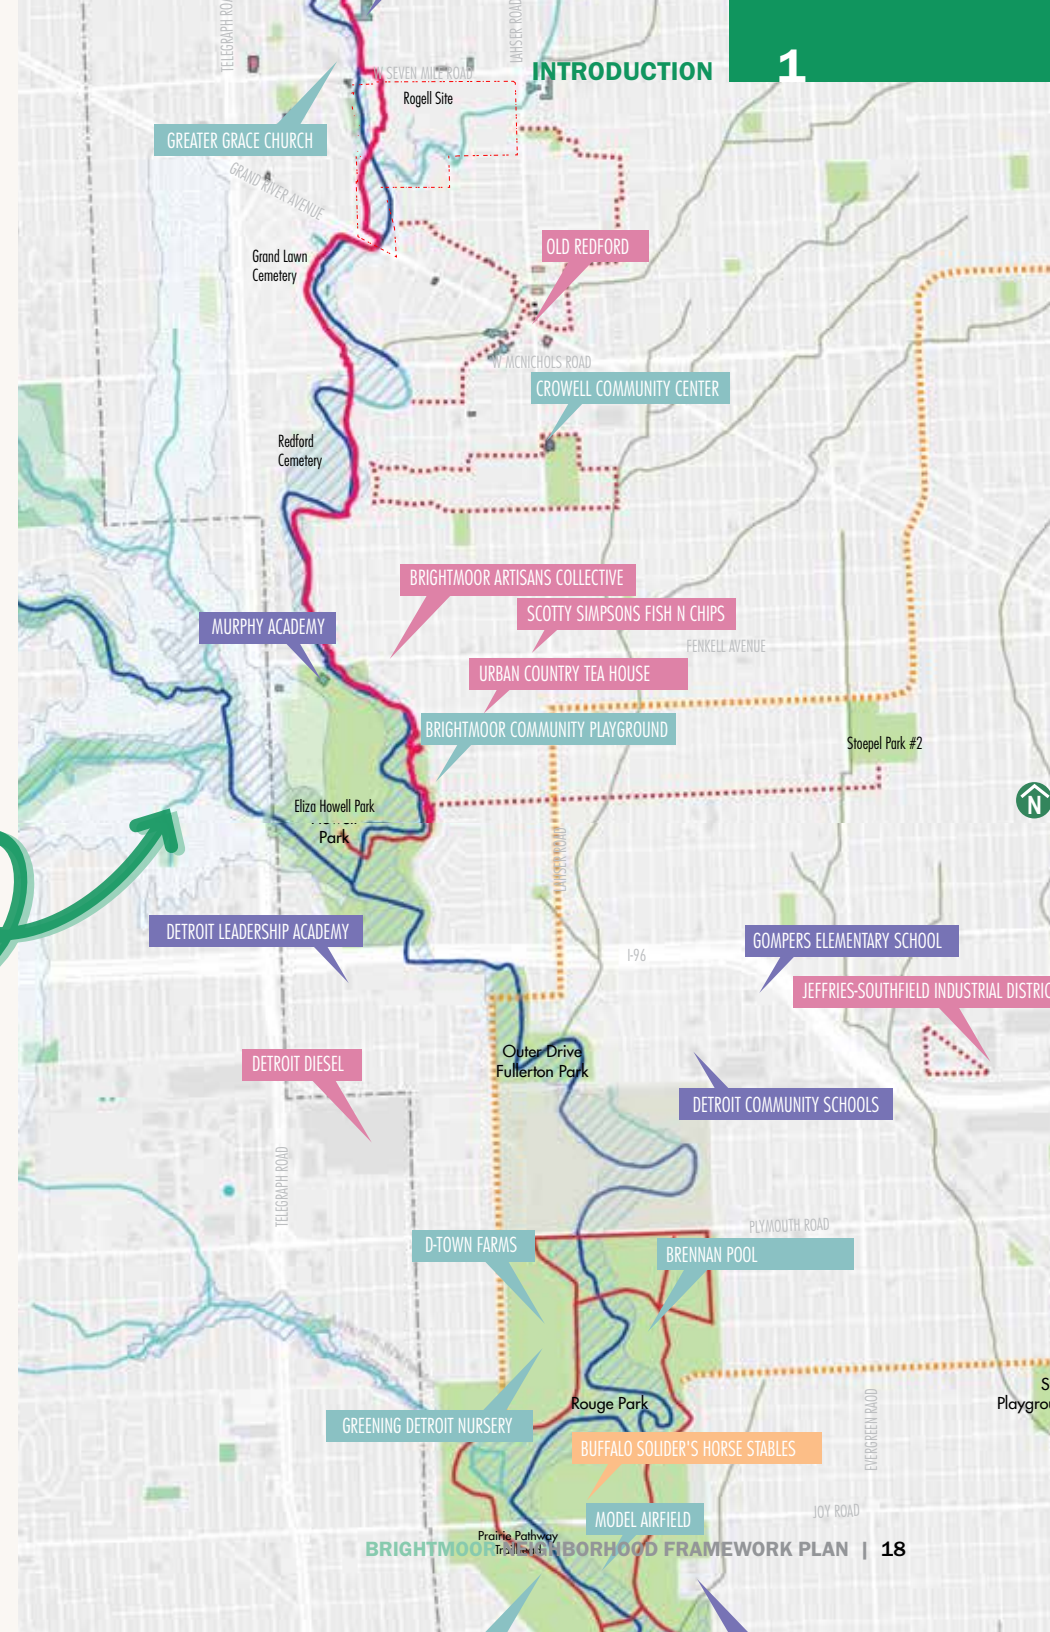 TELEGRAPH
LAHSER ROAD
1
INTRODUCTION
W SEVEN MILE ROAD
Rogell Site
GREATER GRACE CHURCH
GRAND RIVER AVENUE
OLD REDFORD
Grand Lawn
Cemetery
W MCNICHOLS ROAD
CROWELL COMMUNITY CENTER
Redford
Cemetery
BRIGHTMOOR ARTISANS COLLECTIVE
SCOTTY SIMPSONS FISH N CHIPS
MURPHY ACADEMY
FENKELL AVENUE
URBAN COUNTRY TEA HOUSE
BRIGHTMOOR COMMUNITY PLAYGROUND
Stoepel Park #2
N
Eliza Howell Park
Park
LAHSER ROAD
DETROIT LEADERSHIP ACADEMY
GOMPERS ELEMENTARY SCHOOL
I-96
JEFFRIES-SOUTHFIELD INDUSTRIAL DISTRIC
Outer Drive
Fullerton Park
DETROIT DIESEL
DETROIT COMMUNITY SCHOOLS
TELEGRAPH ROAD
PLYMOUTH ROAD
D-TOWN FARMS
BRENNAN POOL
S
Playgrou
Rouge Park
EVERGREEN RAOD
GREENING DETROIT NURSERY
BUFFALO SOLIDER'S HORSE STABLES
JOY ROAD
MODEL AIRFIELD
Prairie Pathway
BRIGHTMOOR NEIGHBORHOOD FRAMEWORK PLAN | 18